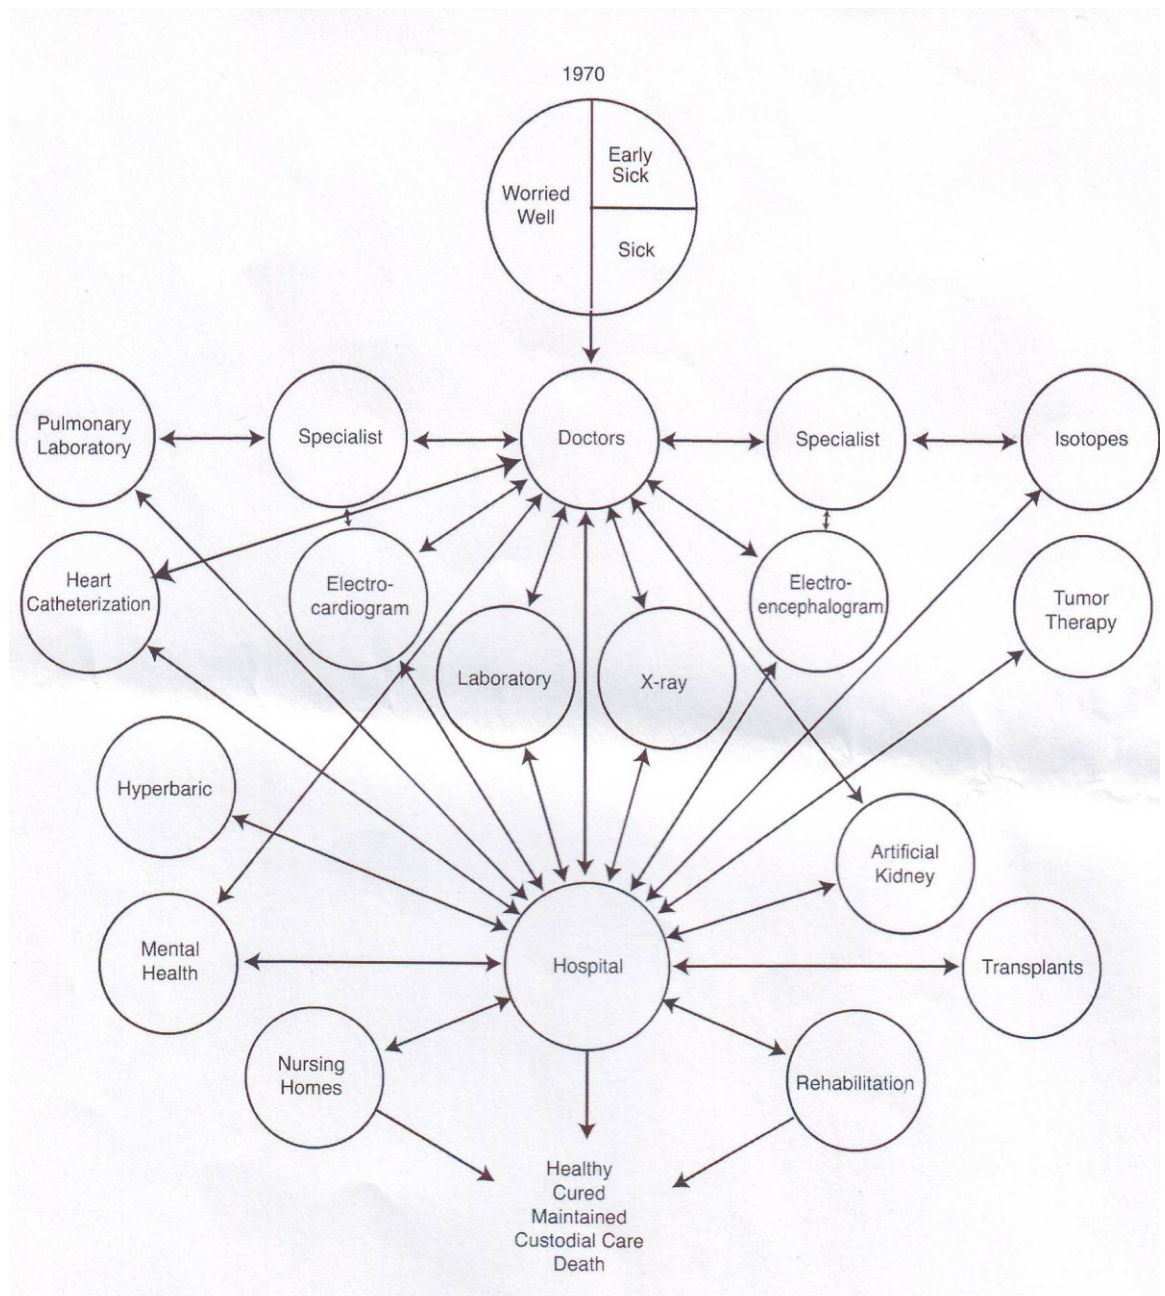 1970
Early
Sick
Worried
Well
Sick
Pulmonary
Laboratory
Specialist
Doctors
Specialist
Isotopes
Heart
Catheterization
Electro-
cardiogram
Electro-
encephalogram
Tumor
Therapy
Laboratory
X-ray
Hyperbaric
Artificial
Kidney
Mental
Health
Hospital
Transplants
Nursing
Homes
Rehabilitation
Healthy
Cured
Maintained
Custodial Care
Death